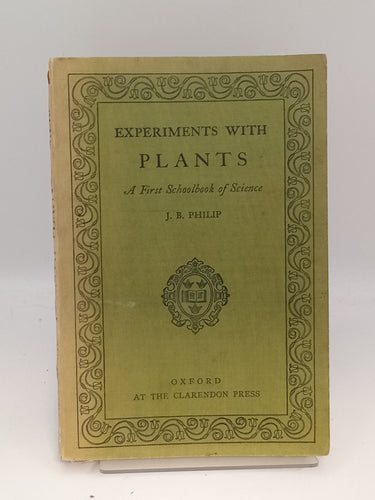 EXPERIMENTS WITH
PLANTS
A First Schoolbook of Science
J. B. PHILIP
OXFORD
AT THE CLARENDON PRESS